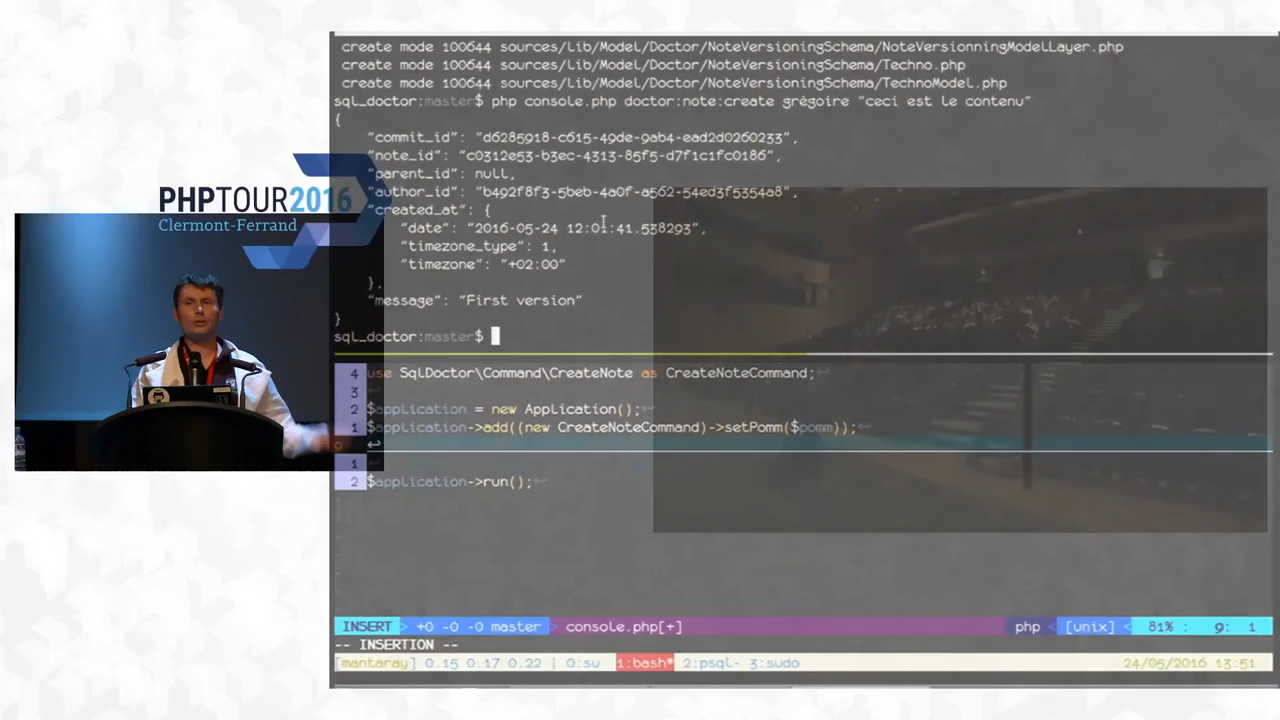 create mode 100644 sources/lib/Model/Doctor/NoteVersioningSchema/NoteVersionningModelLayer.php
create mode 100644 sources/lib/Model/Doctor/NoteVersioningSchema/Techno.php
create mode 100644 sources/lib/Model/Doctor/NoteVersioningSchema/TechnoModel.php
sql_doctor:master$ php console.php doctor:note:create grégoire "ceci est le contenu"
{
"commit_id": "d6285918-c615-49de-9ab4-ead2d0260233",
"note_id": "c0312e53-b3ec-4313-85f5-d7f1c1fc0186",
"parent_id": null,
"author_id": "b492f8f3-5beb-4a0f-a562-54ed3f5354a8",
"created_at": {
"date": "2016-05-24 12:01:41.538293",
"timezone_type": 1,
"timezone": "+02:00"
},
"message": "First version"
}
sql_doctor:master$
PHPTOUR2016
Clermont-Ferrand
4 use SqlDoctor\Command\CreateNote as CreateNoteCommand;
3
2 $application = new Application();
1 $application->add((new CreateNoteCommand)->setPomm($pomm));
9
1
2 $application->run();
INSERT > +0 ~0 -0 master > console.php[+] php < [unix] < 81% : 9: 1
-- INSERTION --
[mantaray] 0.15 0.17 0.22 | 0:su 1:bash* 2:psql- 3:sudo 24/05/2016 13:51